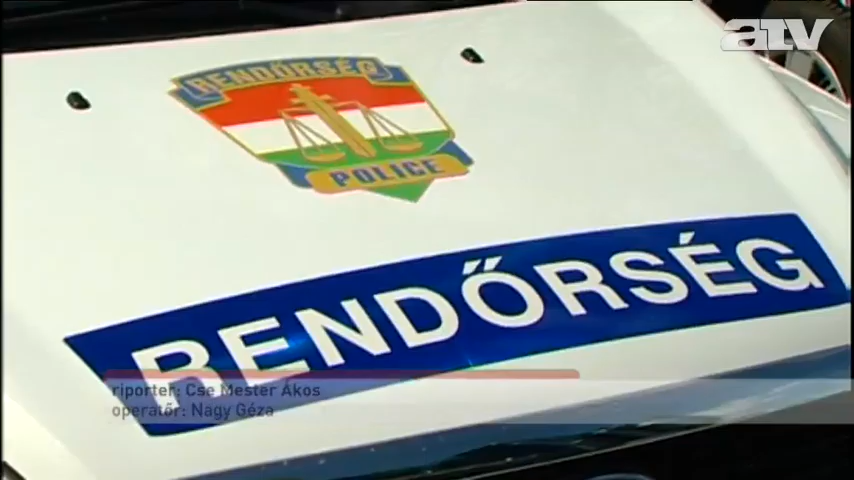 atv
RENDŐRSÉG
POLICE
RENDŐRSÉG
riporter: Cse Mester Ákos
operatőr: Nagy Géza